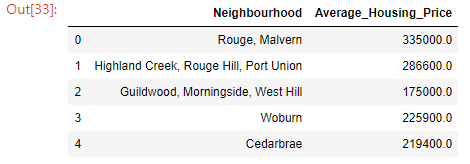 Out[33]:
Neighbourhood Average_Housing_Price
0 Rouge, Malvern 335000.0
1 Highland Creek, Rouge Hill, Port Union 286600.0
2 Guildwood, Morningside, West Hill 175000.0
3 Woburn 225900.0
4 Cedarbrae 219400.0